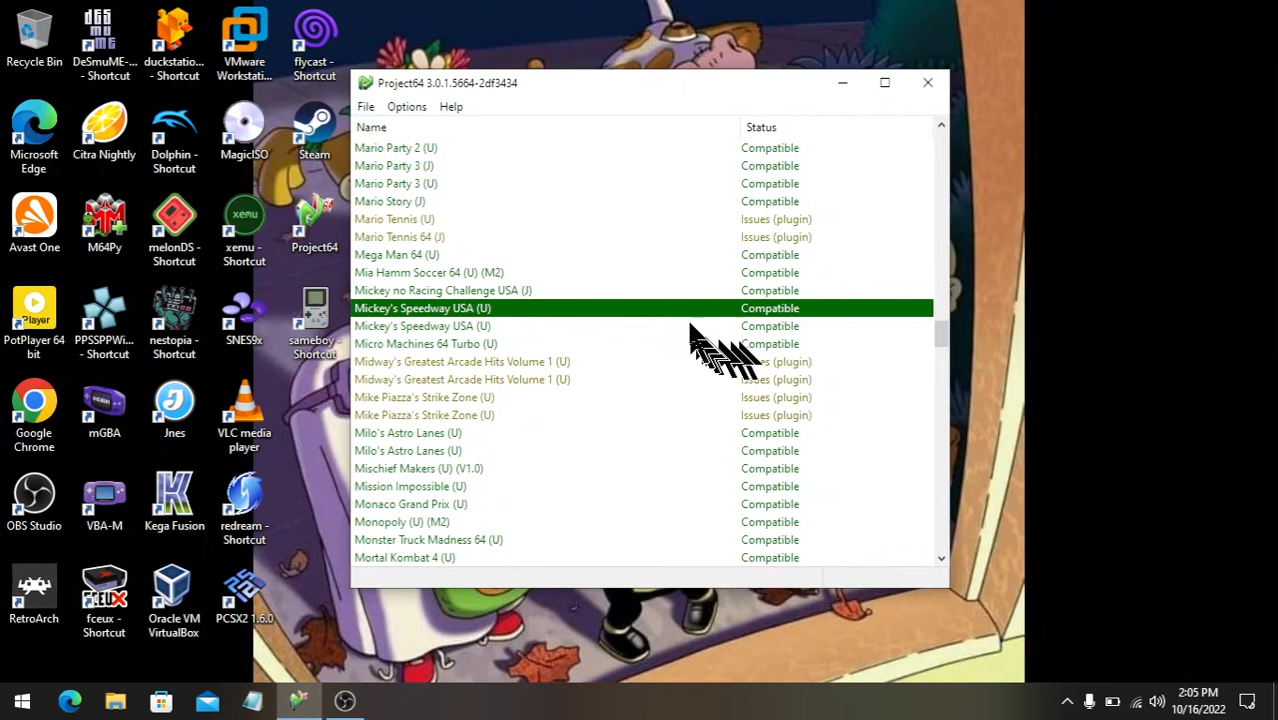 Recycle Bin
DeSmuME-... - Shortcut
duckstation... - Shortcut
VMware Workstati...
flycast - Shortcut
Microsoft Edge
Citra Nightly
Dolphin - Shortcut
MagicISO
Steam
Avast One
M64Py
melonDS - Shortcut
xemu - Shortcut
Project64
PotPlayer 64 bit
PPSSPPWi... - Shortcut
nestopia - Shortcut
SNES9x
sameboy - Shortcut
Google Chrome
mGBA
Jnes
VLC media player
OBS Studio
VBA-M
Kega Fusion
redream - Shortcut
RetroArch
fceux - Shortcut
Oracle VM VirtualBox
PCSX2 1.6.0
Project64 3.0.1.5664-2df3434
File Options Help
Name Status
Mario Party 2 (U) Compatible
Mario Party 3 (J) Compatible
Mario Party 3 (U) Compatible
Mario Story (J) Compatible
Mario Tennis (U) Issues (plugin)
Mario Tennis 64 (J) Issues (plugin)
Mega Man 64 (U) Compatible
Mia Hamm Soccer 64 (U) (M2) Compatible
Mickey no Racing Challenge USA (J) Compatible
Mickey's Speedway USA (U) Compatible
Mickey's Speedway USA (U) Compatible
Micro Machines 64 Turbo (U) Compatible
Midway's Greatest Arcade Hits Volume 1 (U) es (plugin)
Midway's Greatest Arcade Hits Volume 1 (U) Issues (plugin)
Mike Piazza's Strike Zone (U) Issues (plugin)
Mike Piazza's Strike Zone (U) Issues (plugin)
Milo's Astro Lanes (U) Compatible
Milo's Astro Lanes (U) Compatible
Mischief Makers (U) (V1.0) Compatible
Mission Impossible (U) Compatible
Monaco Grand Prix (U) Compatible
Monopoly (U) (M2) Compatible
Monster Truck Madness 64 (U) Compatible
Mortal Kombat 4 (U) Compatible
2:05 PM
10/16/2022